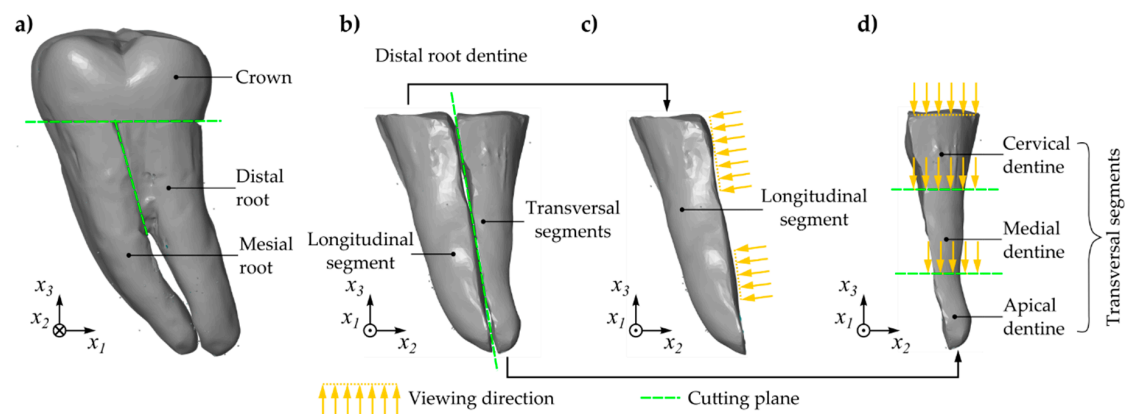 a)
Crown
Distal
root
Mesial
root
x3
x2
x1
b)
Distal root dentine
Longitudinal
segment
Transversal
segments
x3
x1
x2
c)
Longitudinal
segment
x3
x1
x2
d)
Cervical
dentine
Medial
dentine
Apical
dentine
Transversal segments
x3
x1
x2
Viewing direction
Cutting plane